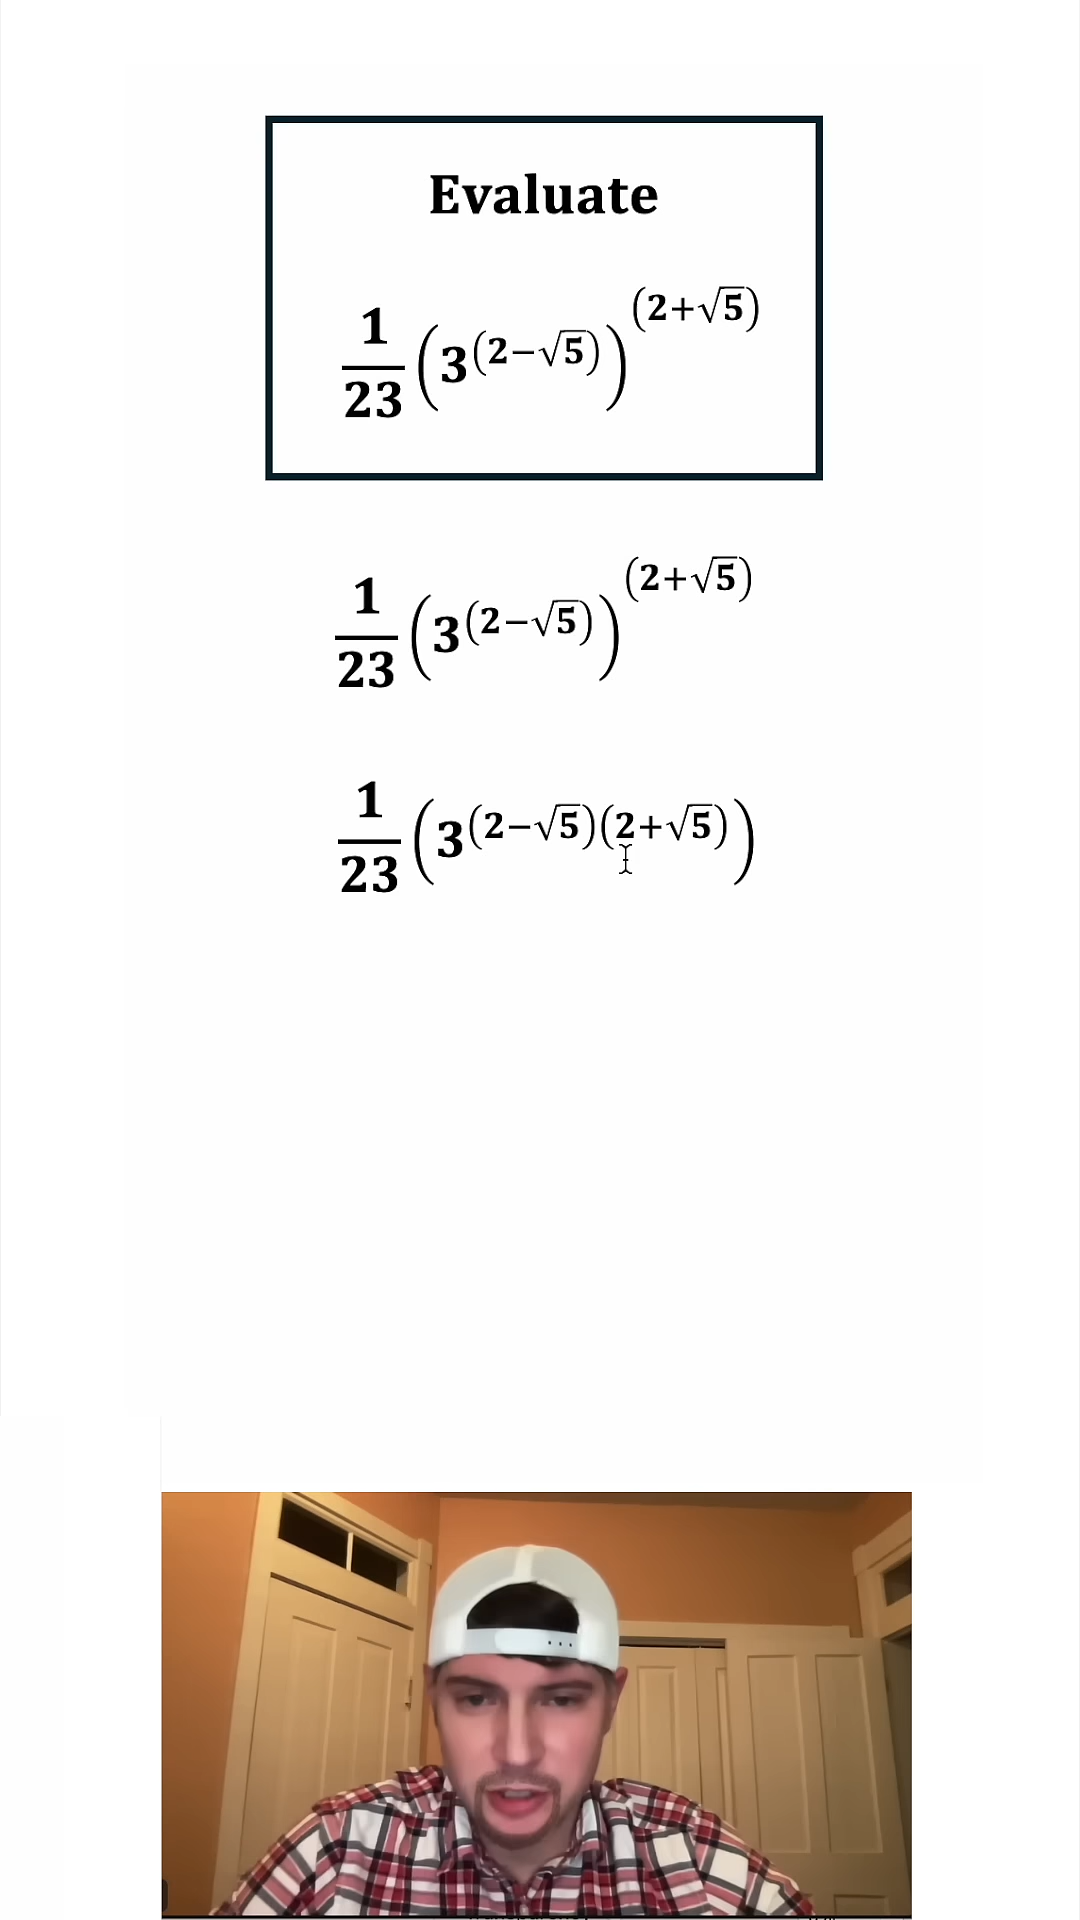 Evaluate
1/23 (3^(2−√5))^(2+√5)
1/23 (3^(2−√5))^(2+√5)
1/23 (3^(2−√5)(2+√5))